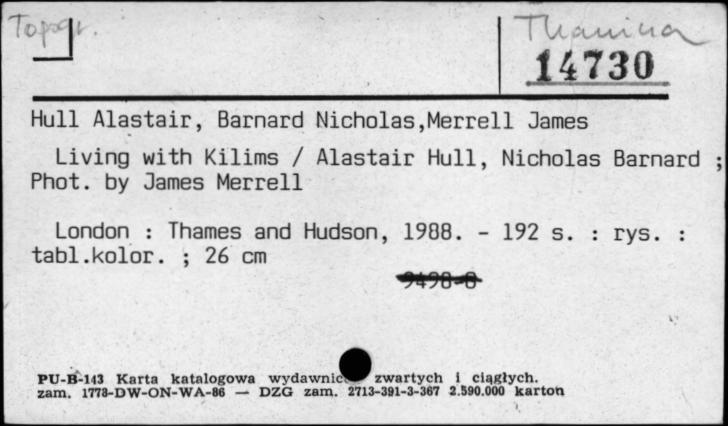 Topogr.
Tkanina
14730
Hull Alastair, Barnard Nicholas,Merrell James
Living with Kilims / Alastair Hull, Nicholas Barnard ;
Phot. by James Merrell
London : Thames and Hudson, 1988. - 192 s. : rys. :
tabl.kolor. ; 26 cm
PU-B-143 Karta katalogowa wydawnic zwartych i ciągłych.
zam. 1778-DW-ON-WA-86 — DZG zam. 2713-391-3-367 2.590.000 karton